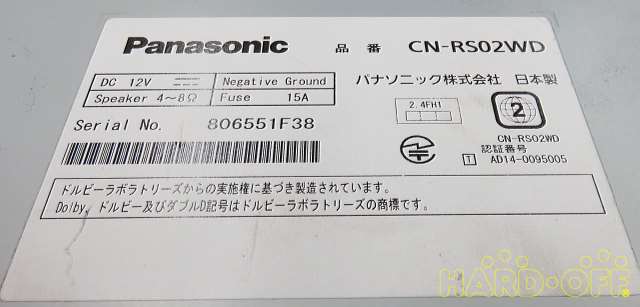 Panasonic 品番 CN-RS02WD
DC 12V Negative Ground
Speaker 4〜8Ω Fuse 15A
パナソニック株式会社 日本製
Serial No. 806551F38
2.4FH1
2
CN-RS02WD
認証番号
T AD14-0095005
ドルビーラボラトリーズからの実施権に基づき製造されています。
Dolby、ドルビー及びダブルD記号はドルビーラボラトリーズの商標です。
HARD-OFF